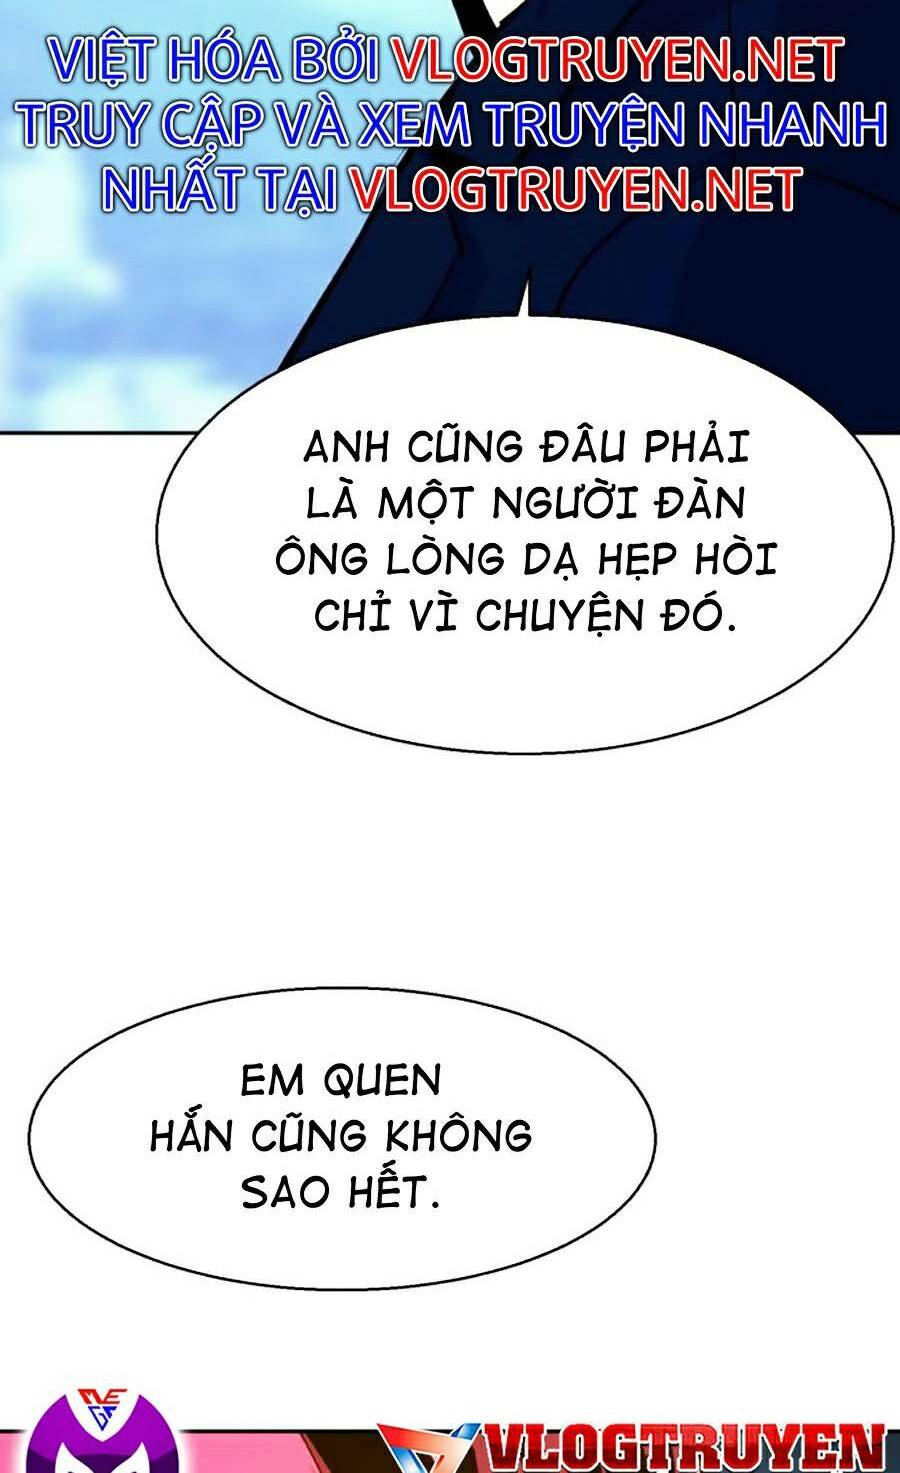 VIỆT HÓA BỞI VLOGTRUYEN.NET
TRUY CẬP VÀ XEM TRUYỆN NHANH
NHẤT TẠI VLOGTRUYEN.NET
ANH CŨNG ĐÂU PHẢI
LÀ MỘT NGƯỜI ĐÀN
ÔNG LÒNG DẠ HẸP HÒI
CHỈ VÌ CHUYỆN ĐÓ.
EM QUEN
HẮN CŨNG KHÔNG
SAO HẾT.
MEGF
VLOGTRUYEN